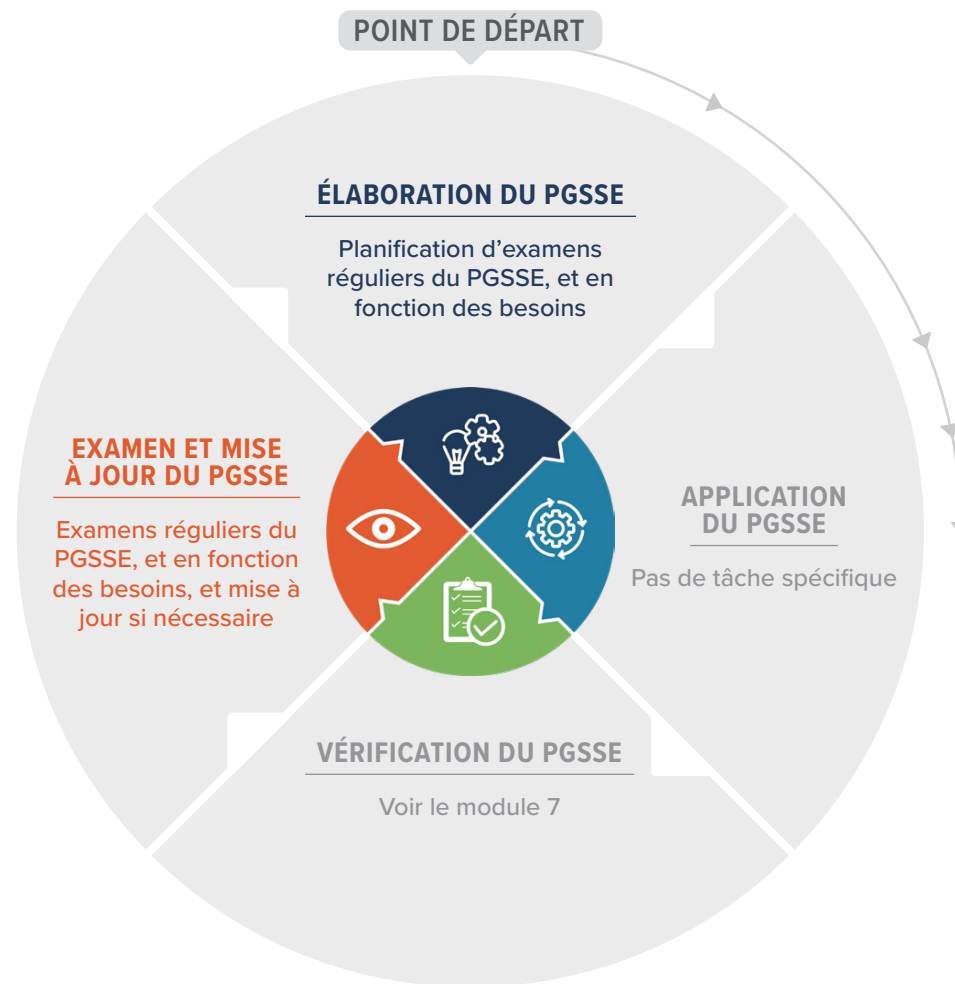 POINT DE DÉPART
ÉLABORATION DU PGSSE
Planification d’examens
réguliers du PGSSE, et en
fonction des besoins
EXAMEN ET MISE
À JOUR DU PGSSE
Examens réguliers du
PGSSE, et en fonction
des besoins, et mise à
jour si nécessaire
APPLICATION
DU PGSSE
Pas de tâche spécifique
VÉRIFICATION DU PGSSE
Voir le module 7